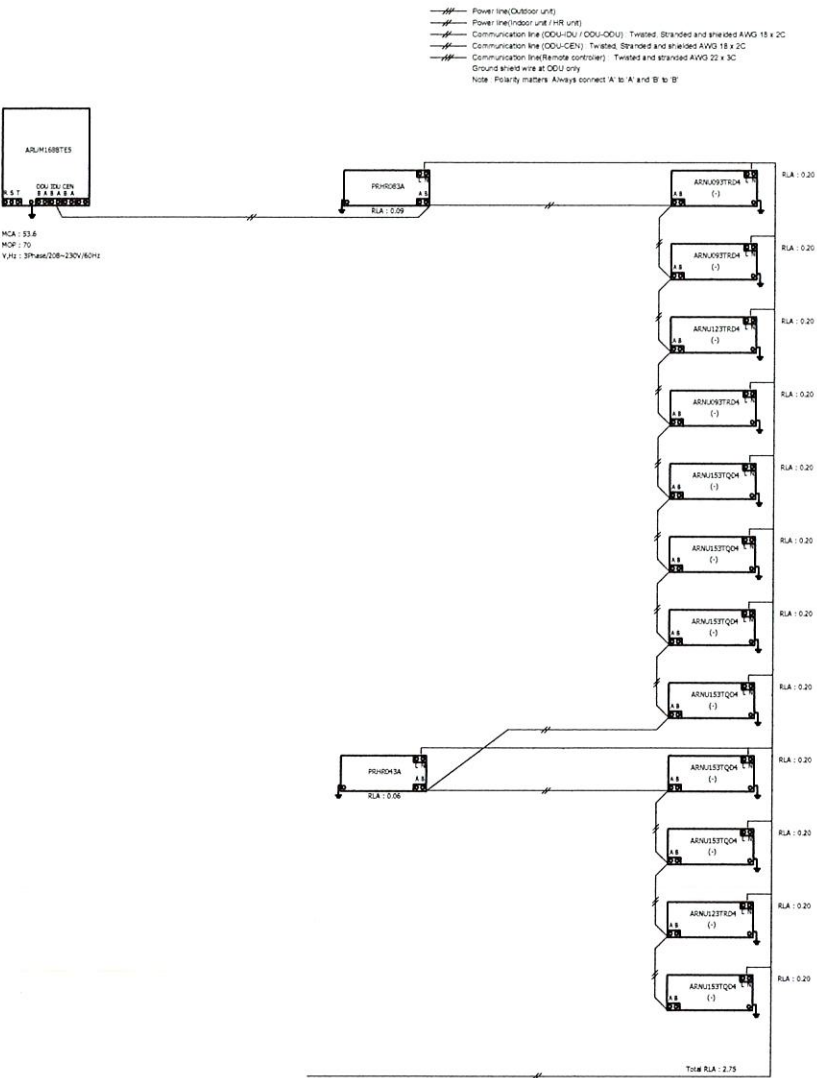 Power line(Outdoor unit)
Power line(Indoor unit / HR unit)
Communication line (ODU-IDU / ODU-ODU) : Twisted, Stranded and shielded AWG 18 x 2C
Communication line (ODU-CEN) : Twisted, Stranded and shielded AWG 18 x 2C
Communication line(Remote controller) : Twisted and stranded AWG 22 x 3C
Ground shield wire at ODU only
Note : Polarity matters. Always connect 'A' to 'A' and 'B' to 'B'
ARUM168BTE5
ODU IDU CEN
R S T B A B A B A
MCA : 53.6
MOP : 70
V,Hz : 3Phase/208~230V/60Hz
PRHR083A
L N
A B
RLA : 0.09
ARNU093TRD4
(-)
A B
L N
RLA : 0.20
ARNU093TRD4
(-)
A B
L N
RLA : 0.20
ARNU123TRD4
(-)
A B
L N
RLA : 0.20
ARNU093TRD4
(-)
A B
L N
RLA : 0.20
ARNU153TQD4
(-)
A B
L N
RLA : 0.20
ARNU153TQD4
(-)
A B
L N
RLA : 0.20
ARNU153TQD4
(-)
A B
L N
RLA : 0.20
ARNU153TQD4
(-)
A B
L N
RLA : 0.20
PRHR043A
L N
A B
RLA : 0.06
ARNU153TQD4
(-)
A B
L N
RLA : 0.20
ARNU153TQD4
(-)
A B
L N
RLA : 0.20
ARNU123TRD4
(-)
A B
L N
RLA : 0.20
ARNU153TQD4
(-)
A B
L N
RLA : 0.20
Total RLA : 2.75